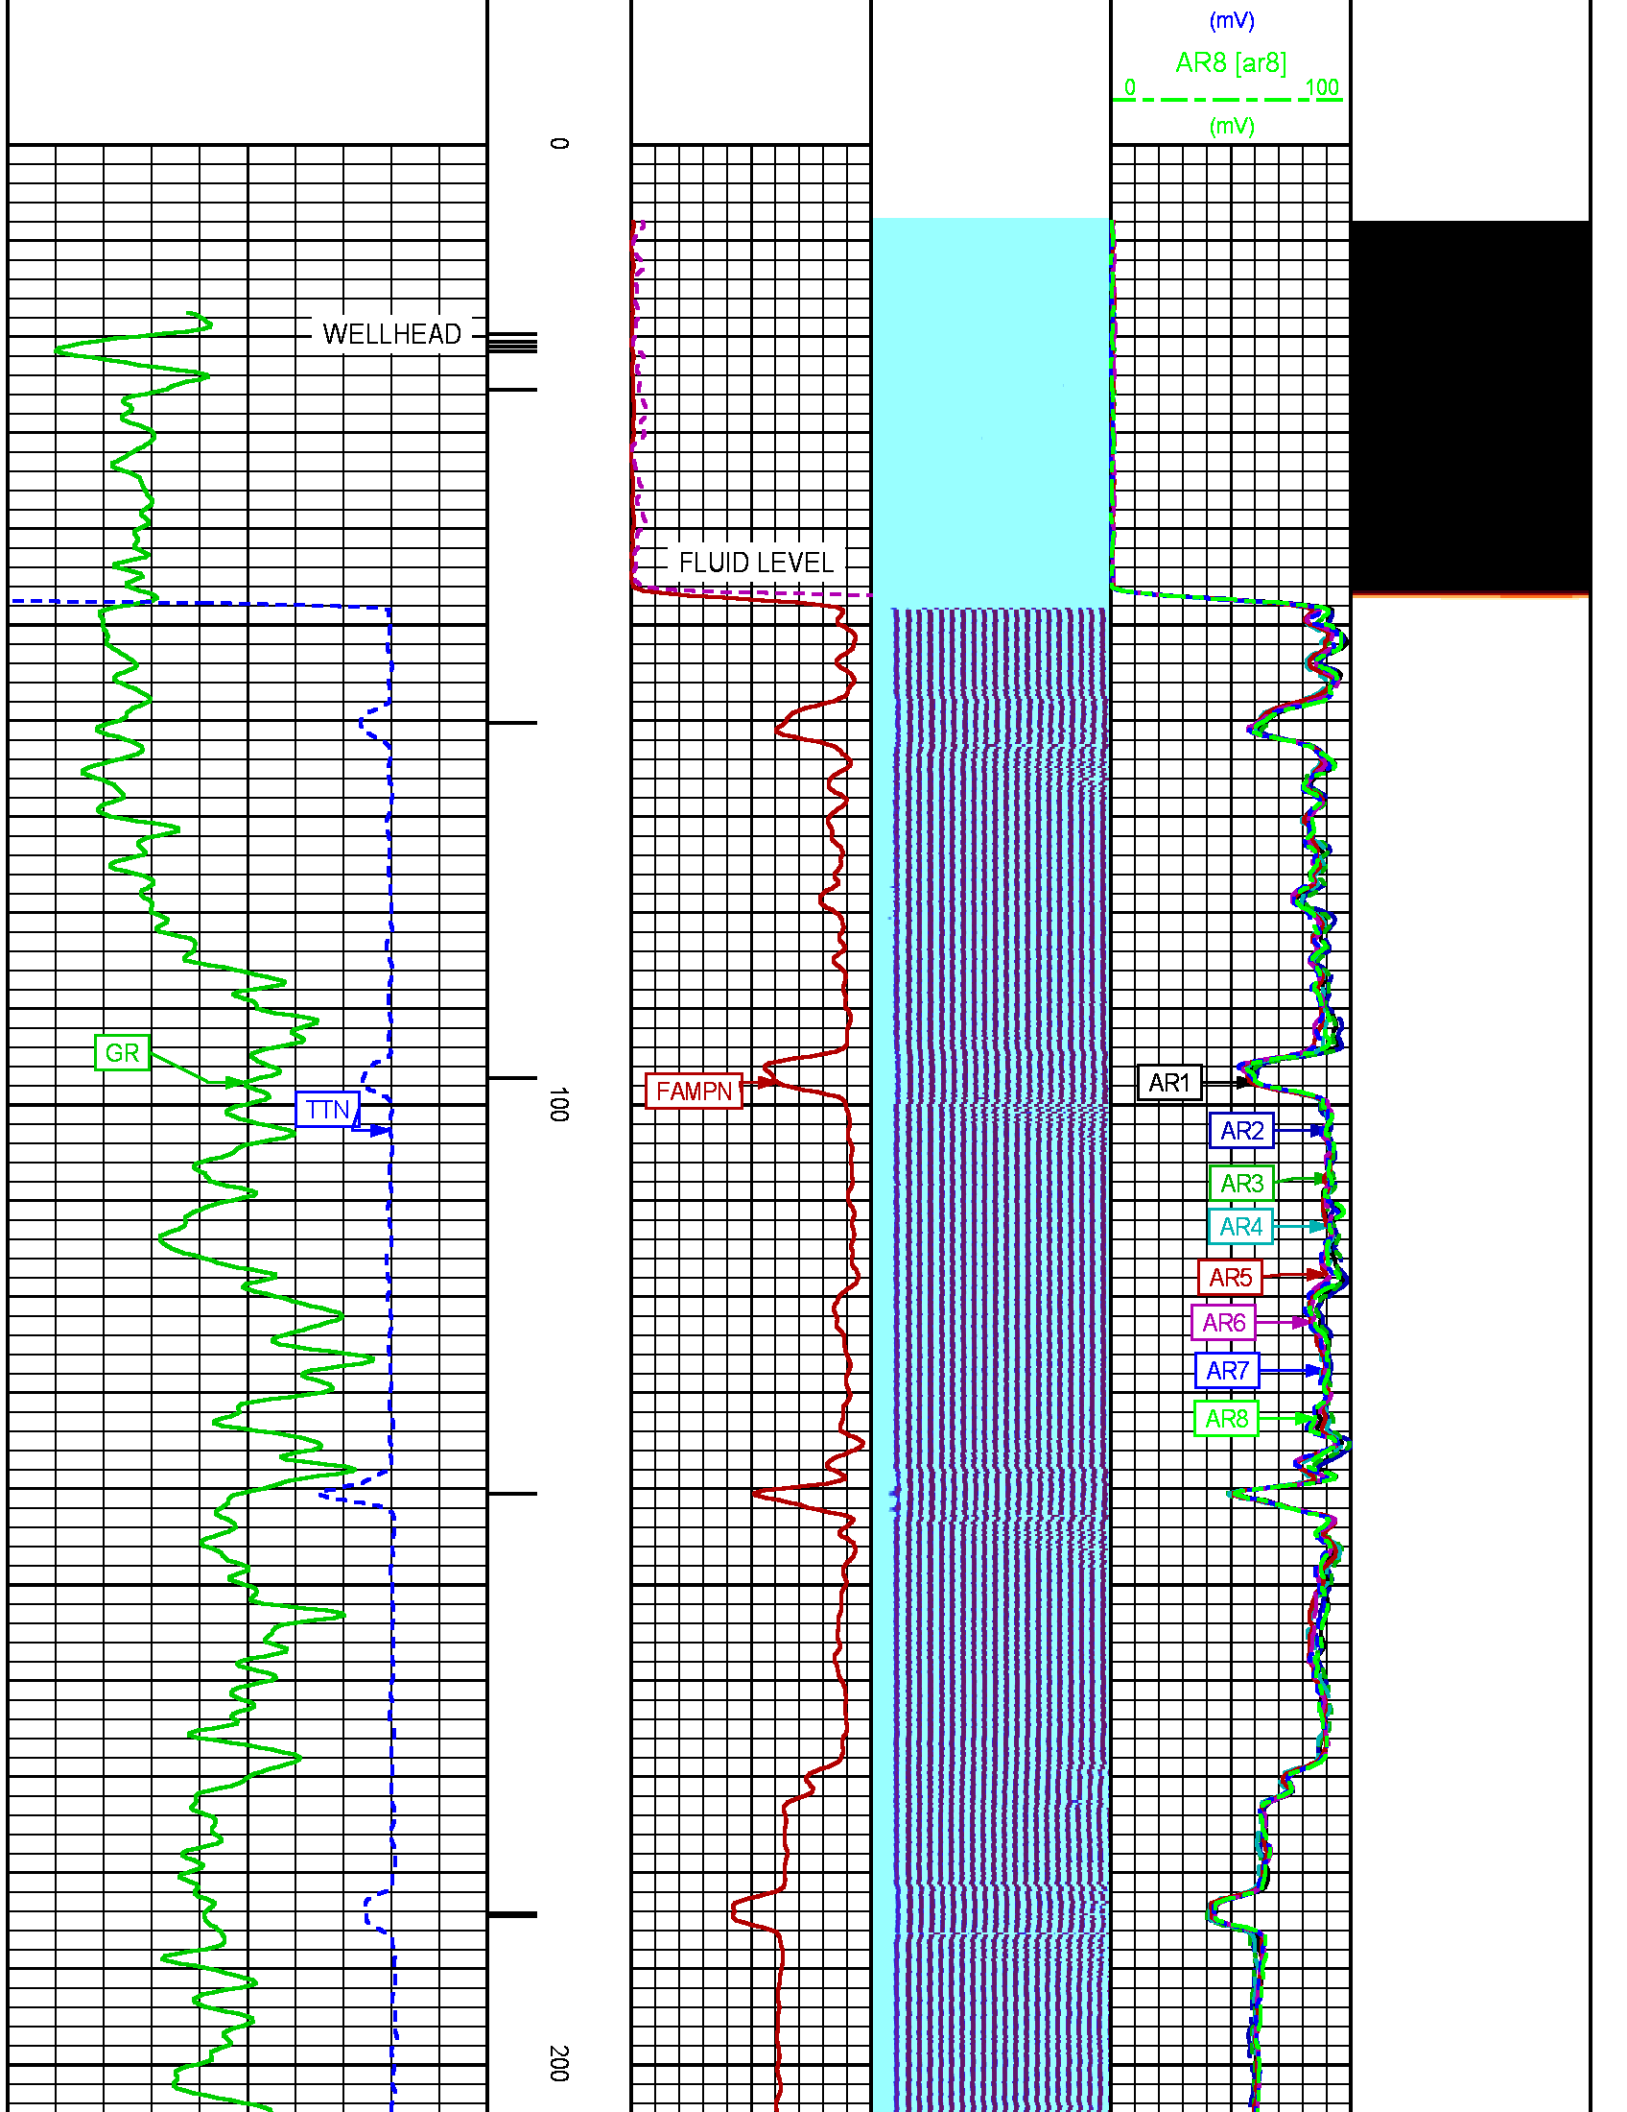 (mV)
AR8 [ar8]
0 100
(mV)
0
WELLHEAD
FLUID LEVEL
GR
TTN
100
FAMPN
AR1
AR2
AR3
AR4
AR5
AR6
AR7
AR8
200